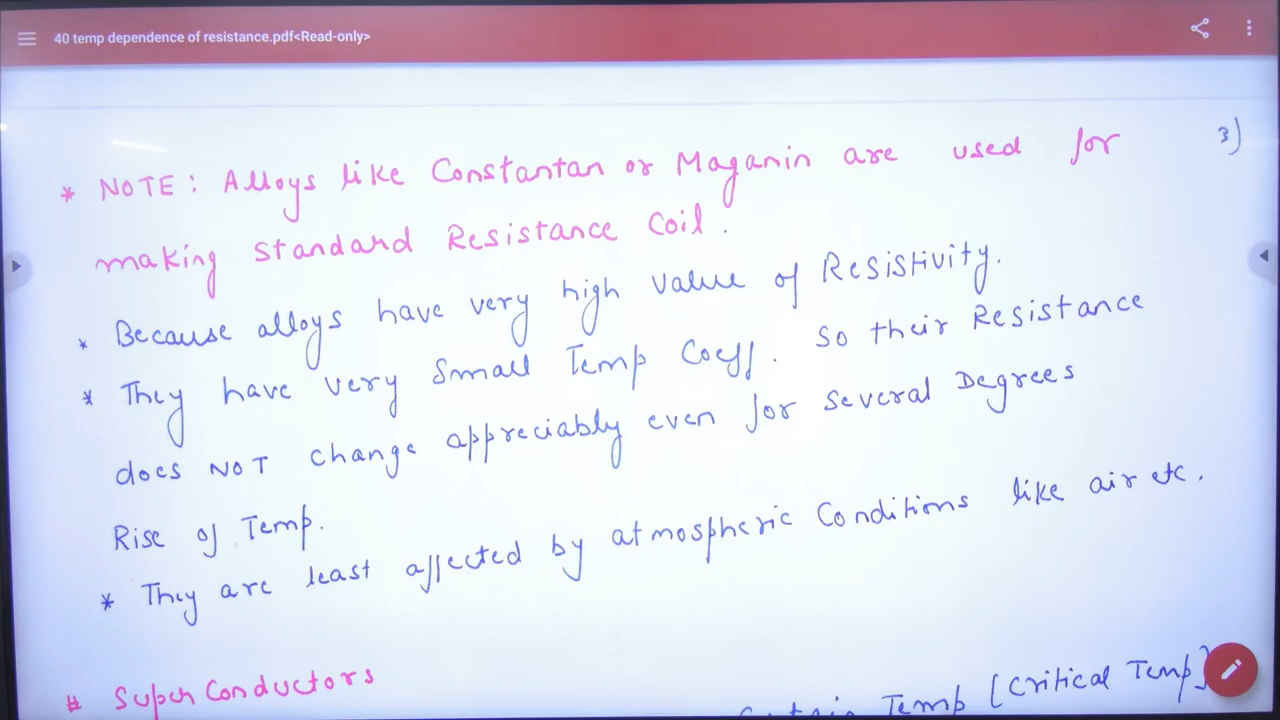 40 temp dependence of resistance.pdf<Read-only>
3)
* NOTE: Alloys like Constantan or Maganin are used for
making standard Resistance Coil.
* Because alloys have very high value of Resistivity.
* They have very small Temp Coeff. So their Resistance
does NOT change appreciably even for several Degrees
Rise of Temp.
* They are least affected by atmospheric Conditions like air etc.
# Super Conductors
Temp [Critical Temp]